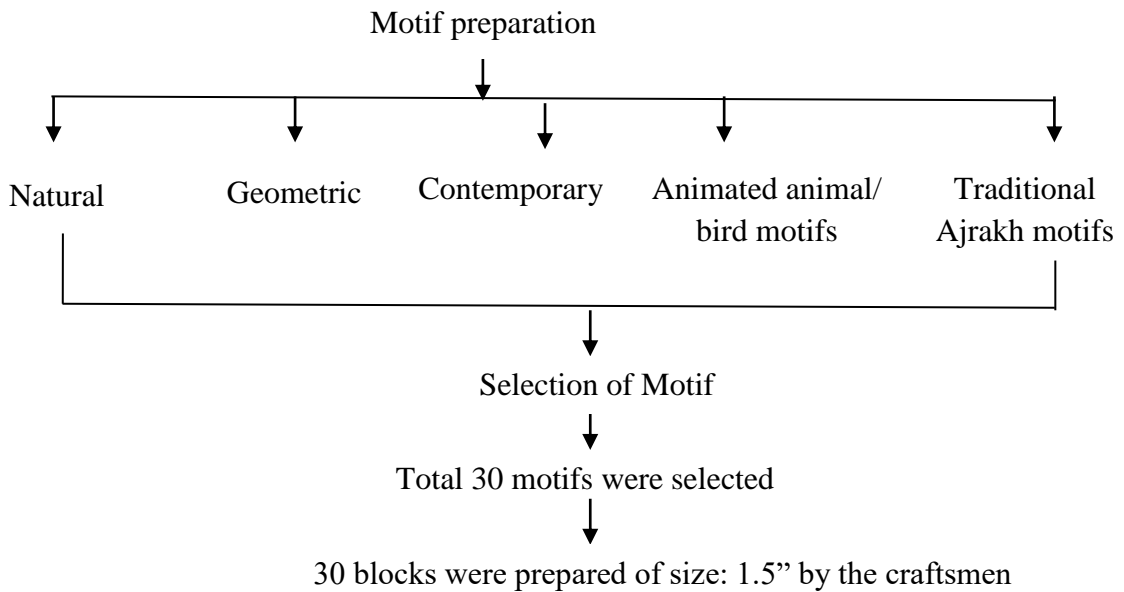 Motif preparation
Natural
Geometric
Contemporary
Animated animal/
bird motifs
Traditional
Ajrakh motifs
Selection of Motif
Total 30 motifs were selected
30 blocks were prepared of size: 1.5” by the craftsmen